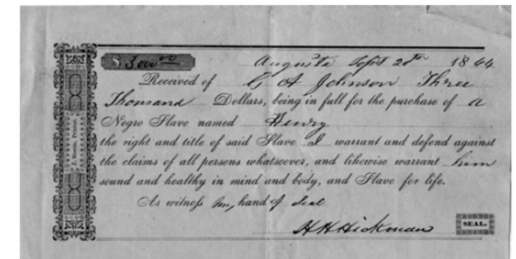 $ 3000 00 Augusta Sept 28th 1864
Received of G A Johnson Three
Thousand Dollars, being in full for the purchase of a
Negro Slave named Henry
the right and title of said Slave I warrant and defend against
the claims of all persons whatsoever, and likewise warrant him
sound and healthy in mind and body, and Slave for life.
As witness my hand & seal
H H Hickman SEAL.